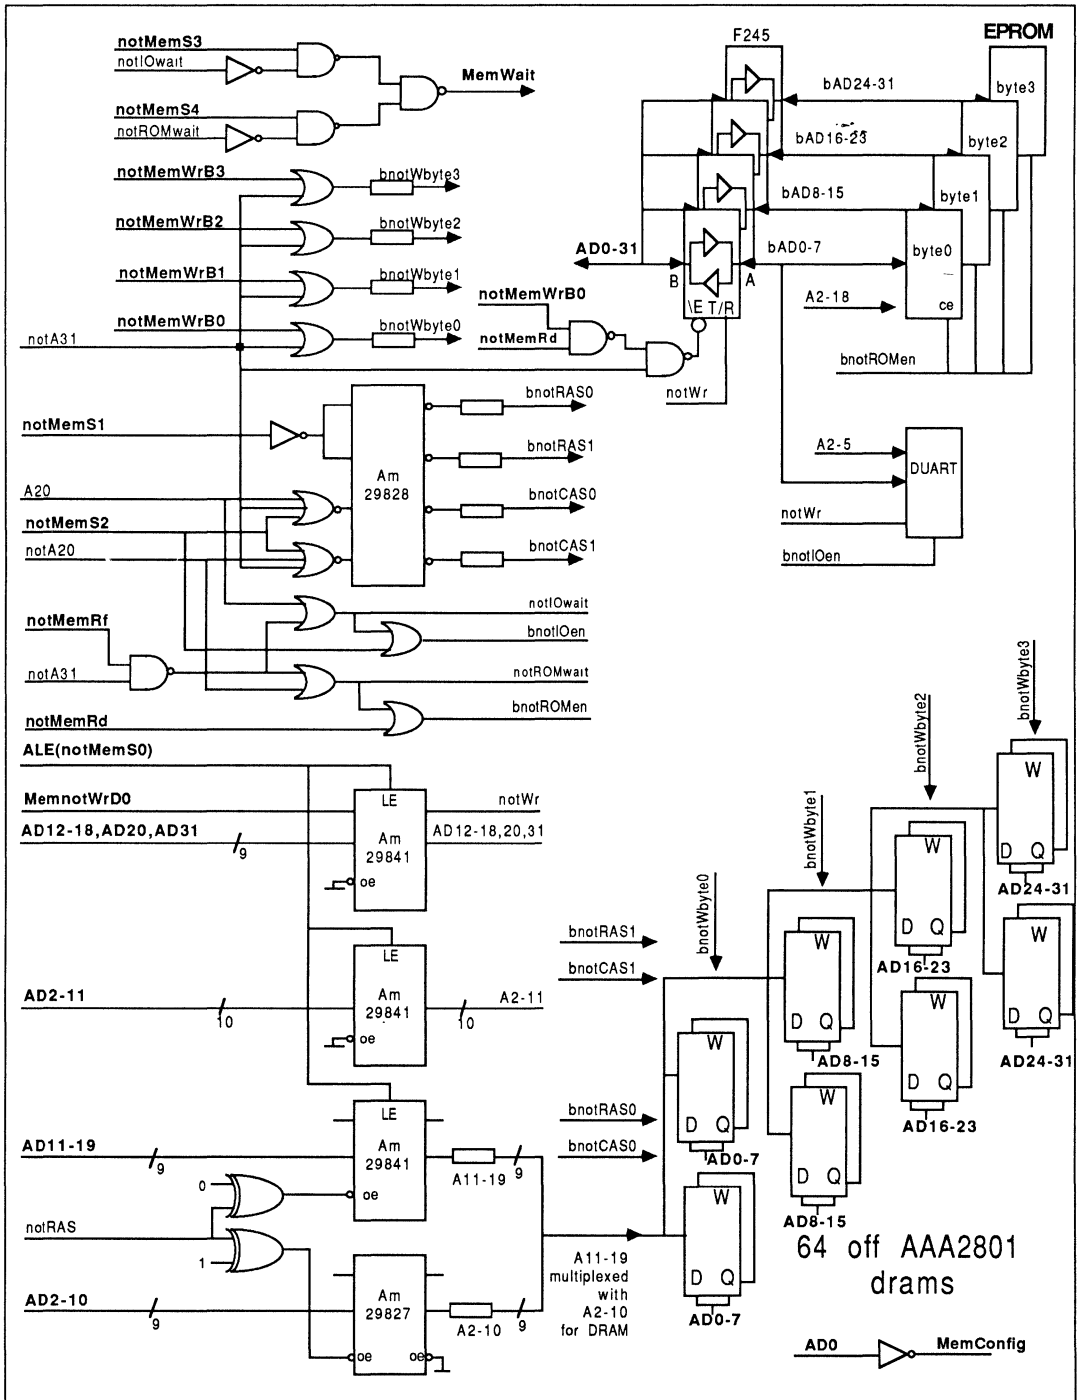 notMemS3
notIOwait
MemWait
notMemS4
notROMwait
F245
EPROM
byte3
byte2
byte1
byte0
ce
bAD24-31
bAD16-23
bAD8-15
bAD0-7
AD0-31
B
A
\E T/R
A2-18
bnotROMen
notWr
notMemWrB3
bnotWbyte3
notMemWrB2
bnotWbyte2
notMemWrB1
bnotWbyte1
notMemWrB0
bnotWbyte0
notA31
notMemWrB0
notMemRd
notMemS1
Am
29828
bnotRAS0
bnotRAS1
bnotCAS0
bnotCAS1
A20
notMemS2
notA20
A2-5
DUART
notWr
bnotIOen
notMemRf
notA31
notMemRd
notIOwait
bnotIOen
notROMwait
bnotROMen
ALE(notMemS0)
MemnotWrD0
LE
notWr
AD12-18,AD20,AD31
9
Am
29841
AD12-18,20,31
oe
LE
AD2-11
10
Am
29841
10
A2-11
oe
LE
AD11-19
9
Am
29841
A11-19
9
oe
0
notRAS
1
AD2-10
9
Am
29827
A2-10
9
oe
oe
A11-19
multiplexed
with
A2-10
for DRAM
bnotRAS1
bnotCAS1
bnotRAS0
bnotCAS0
bnotWbyte0
bnotWbyte1
bnotWbyte2
bnotWbyte3
W
D Q
AD24-31
W
D Q
AD24-31
W
D Q
AD16-23
W
D Q
AD16-23
W
D Q
AD8-15
W
D Q
AD8-15
W
D Q
AD0-7
W
D Q
AD0-7
64 off AAA2801
drams
AD0
MemConfig